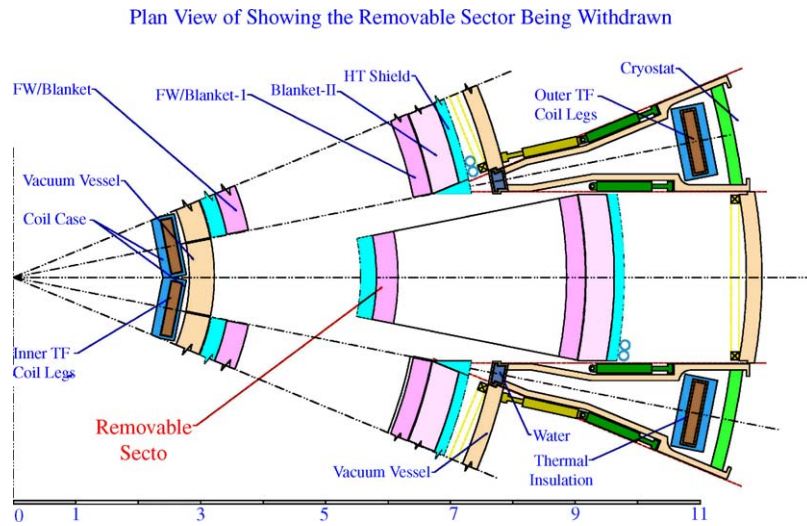 Plan View of Showing the Removable Sector Being Withdrawn
HT Shield
Cryostat
FW/Blanket
Blanket-II
FW/Blanket-1
Outer TF
Coil Legs
Vacuum Vessel
Coil Case
Inner TF
Coil Legs
Removable
Secto
Water
Vacuum Vessel
Thermal
Insulation
0 1 3 5 7 9 11